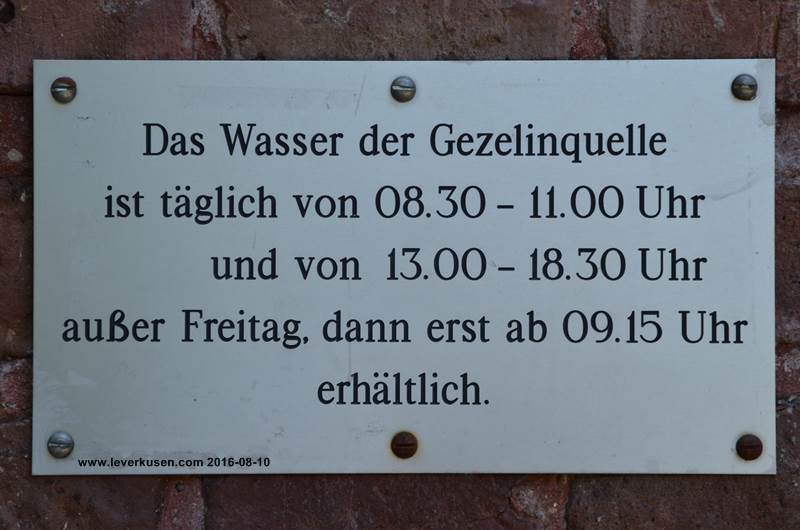 Das Wasser der Gezelinquelle
ist täglich von 08.30 – 11.00 Uhr
und von 13.00 – 18.30 Uhr
außer Freitag, dann erst ab 09.15 Uhr
erhältlich.
www.leverkusen.com 2016-08-10